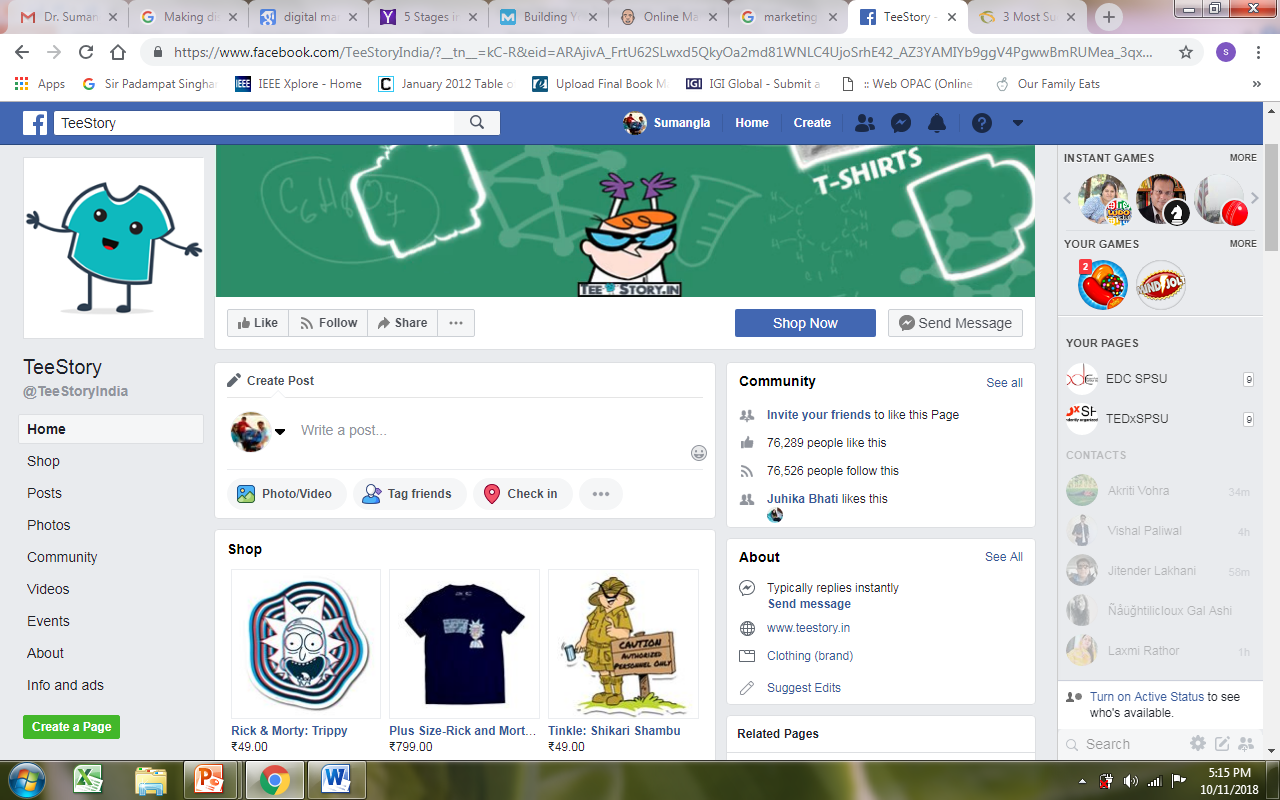 Dr. Suman
Making di
digital ma
5 Stages in
Building Y
Online Ma
marketing
TeeStory -
3 Most Su
https://www.facebook.com/TeeStoryIndia/?__tn__=kC-R&eid=ARAjivA_FrtU62SLwxd5QkyOa2md81WNLC4UjoSrhE42_AZ3YAMIYb9ggV4PgwwBmRUMea_3qx...
s
Apps
Sir Padampat Singha
IEEE Xplore - Home
January 2012 Table o
Upload Final Book M
IGI Global - Submit a
:: Web OPAC (Online
Our Family Eats
»
TeeStory
Sumangla
Home
Create
T-SHIRTS
C6H8O7
TEE STORY.IN
Like
Follow
Share
Shop Now
Send Message
TeeStory
@TeeStoryIndia
Home
Shop
Posts
Photos
Community
Videos
Events
About
Info and ads
Create a Page
Create Post
Write a post...
Photo/Video
Tag friends
Check in
Shop
CAUTION
AUTHORIZED
PERSONNEL ONLY
Rick & Morty: Trippy
₹49.00
Plus Size-Rick and Mort...
₹799.00
Tinkle: Shikari Shambu
₹49.00
Community
See all
Invite your friends to like this Page
76,289 people like this
76,526 people follow this
Juhika Bhati likes this
About
See All
Typically replies instantly
Send message
www.teestory.in
Clothing (brand)
Suggest Edits
Related Pages
INSTANT GAMES
MORE
YOUR GAMES
MORE
2
YOUR PAGES
EDC SPSU
9
TEDxSPSU
9
CONTACTS
Akriti Vohra
34m
Vishal Paliwal
4h
Jitender Lakhani
58m
Laxmi Rathor
1h
Turn on Active Status to see
who's available.
Search
5:15 PM
10/11/2018